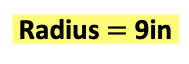 Radius = 9in